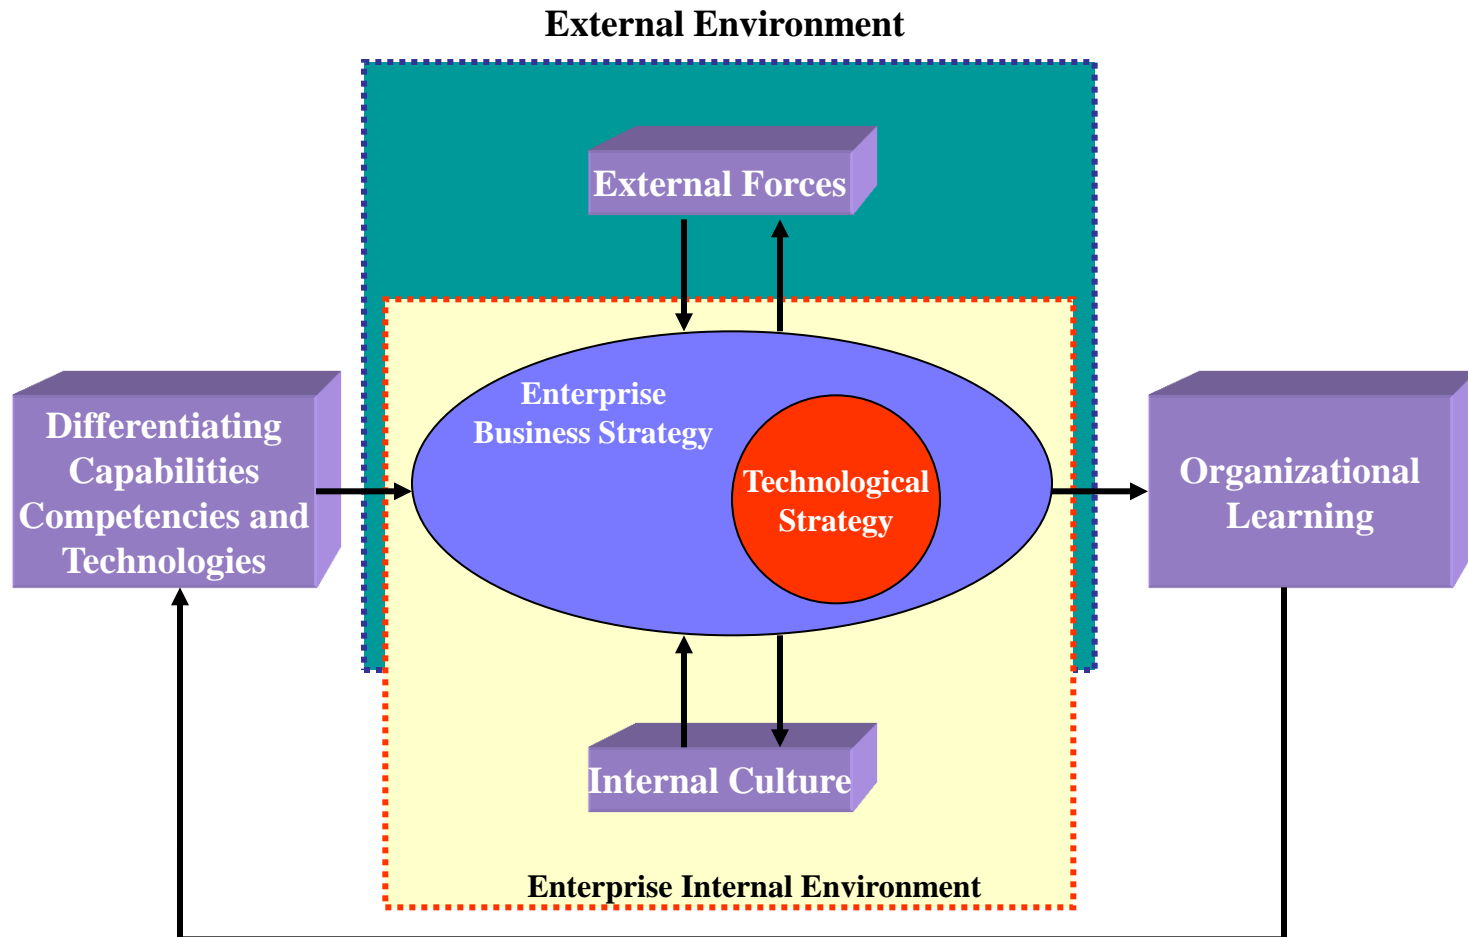 External Environment
External Forces
Enterprise
Business Strategy
Technological
Strategy
Differentiating
Capabilities
Competencies and
Technologies
Organizational
Learning
Internal Culture
Enterprise Internal Environment